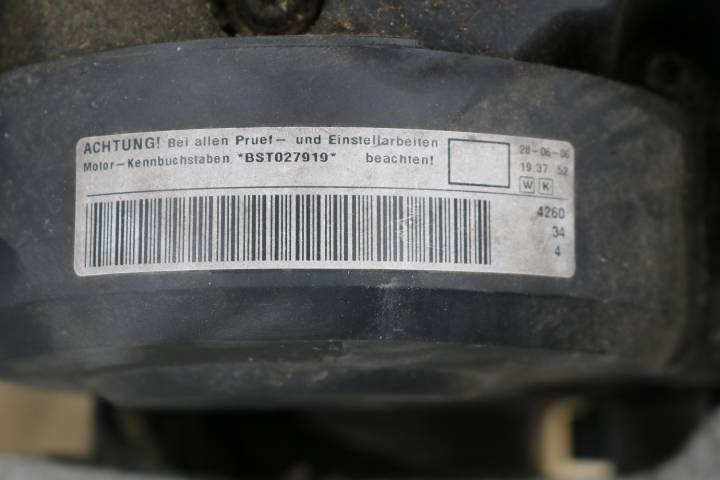 ACHTUNG! Bei allen Pruef- und Einstellarbeiten
Motor-Kennbuchstaben *BST027919* beachten!
28-06-06
19:37 52
W K
4260
34
4